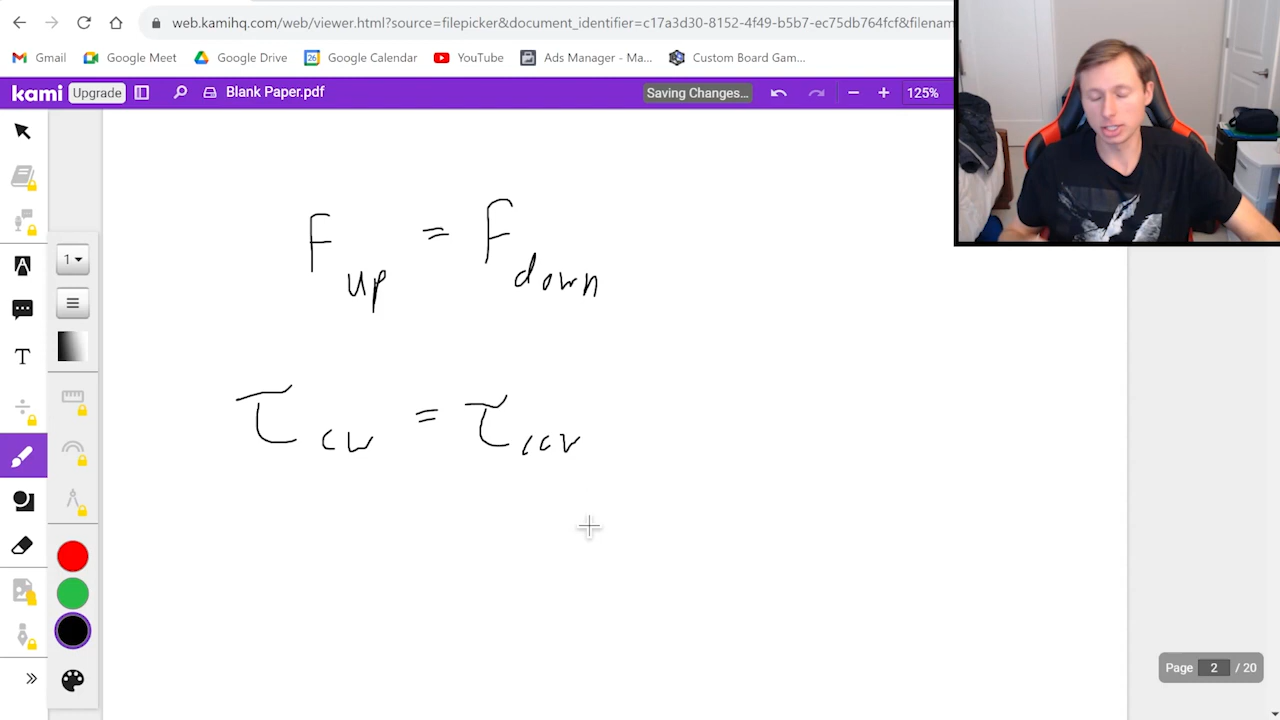 web.kamihq.com/web/viewer.html?source=filepicker&document_identifier=c17a3d30-8152-4f49-b5b7-ec75db764fcf&filenam
Gmail Google Meet Google Drive 26 Google Calendar YouTube Ads Manager - Ma... Custom Board Gam...
kami Upgrade Blank Paper.pdf Saving Changes... 125%
F up = F down
1
T
τ cw = τ ccw
Page 2 / 20